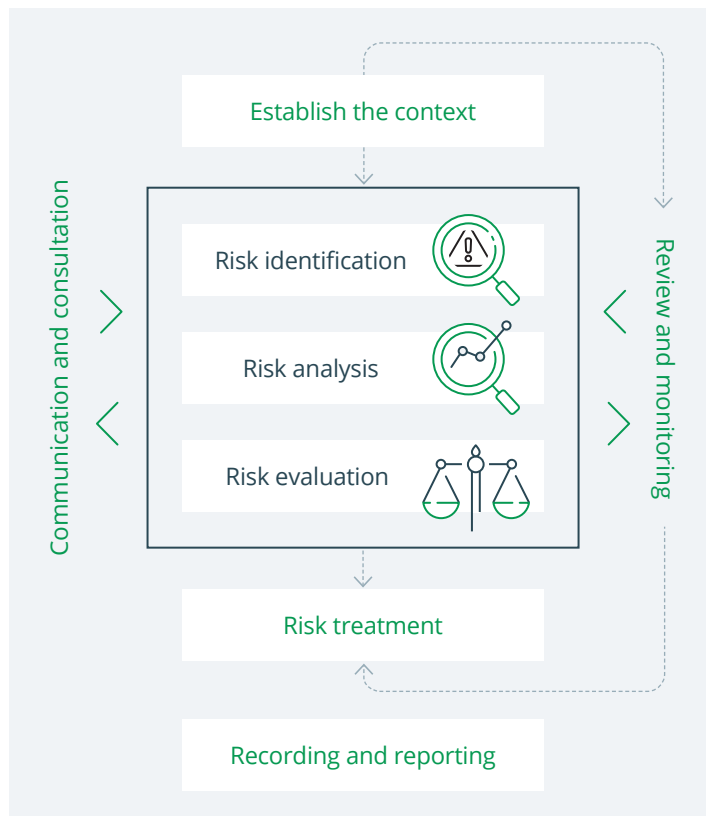 Establish the context
Communication and consultation
Risk identification
Risk analysis
Risk evaluation
Review and monitoring
Risk treatment
Recording and reporting